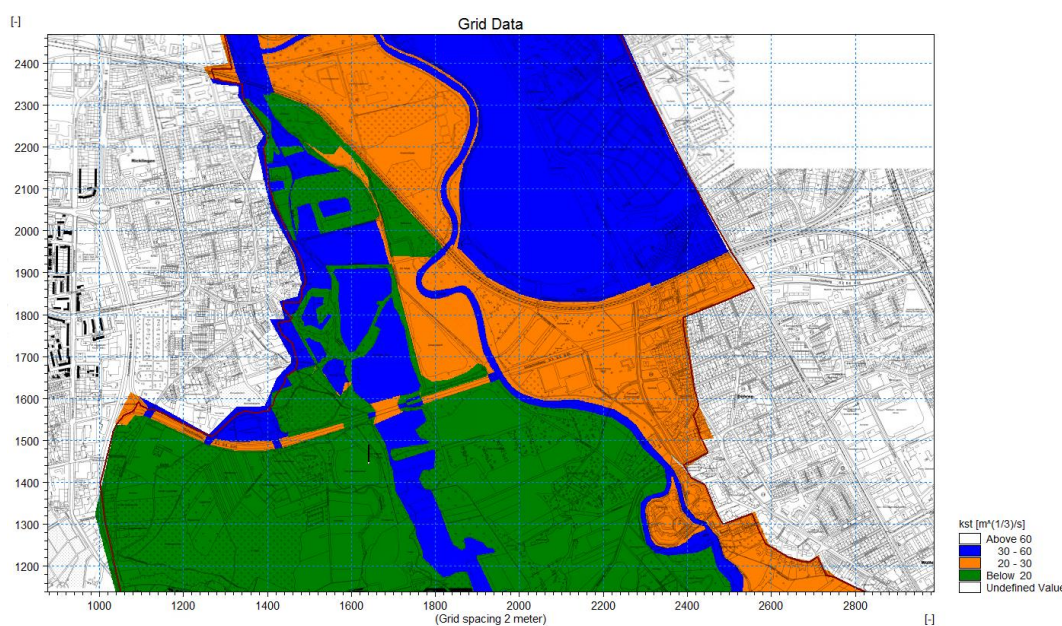 Grid Data
[-]
2400
2300
2200
2100
2000
1900
1800
1700
1600
1500
1400
1300
1200
1000 1200 1400 1600 1800 2000 2200 2400 2600 2800
(Grid spacing 2 meter)
[-]
kst [m^(1/3)/s]
Above 60
30 - 60
20 - 30
Below 20
Undefined Value